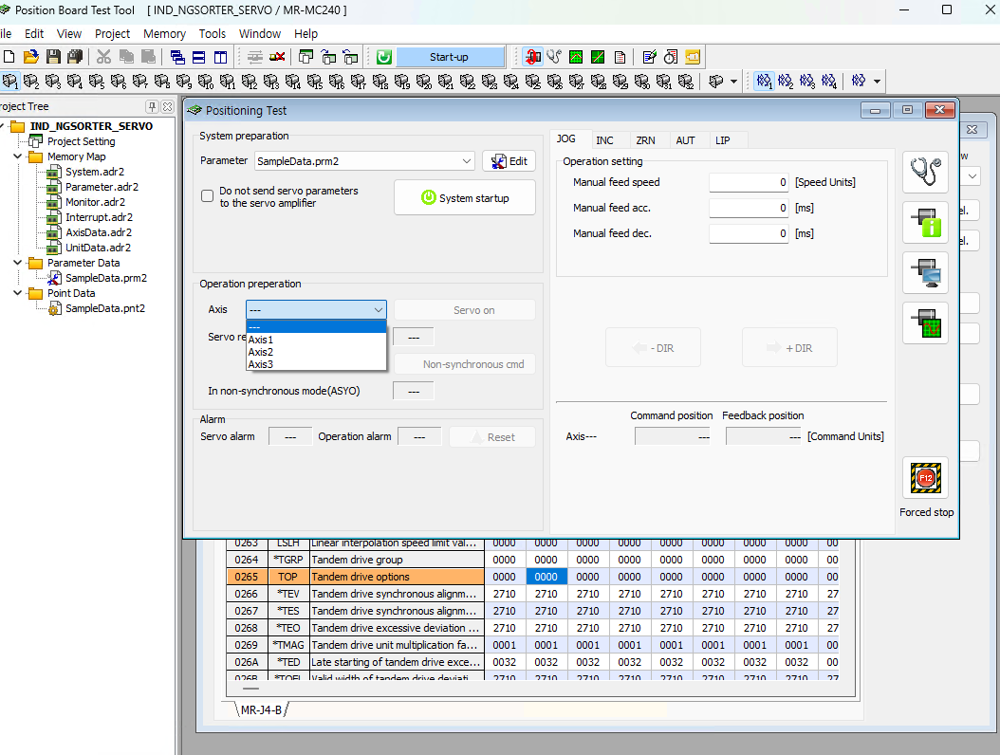 Position Board Test Tool [ IND_NGSORTER_SERVO / MR-MC240 ]
ile Edit View Project Memory Tools Window Help
Start-up
roject Tree
IND_NGSORTER_SERVO
Project Setting
Memory Map
System.adr2
Parameter.adr2
Monitor.adr2
Interrupt.adr2
AxisData.adr2
UnitData.adr2
Parameter Data
SampleData.prm2
Point Data
SampleData.pnt2
Positioning Test
System preparation
Parameter SampleData.prm2 Edit
Do not send servo parameters
to the servo amplifier
System startup
Operation preperation
Axis --- Servo on
---
Axis1
Axis2
Axis3
Servo re ---
Non-synchronous cmd
In non-synchronous mode(ASYO) ---
Alarm
Servo alarm --- Operation alarm --- Reset
JOG INC ZRN AUT LIP
Operation setting
Manual feed speed 0 [Speed Units]
Manual feed acc. 0 [ms]
Manual feed dec. 0 [ms]
- DIR + DIR
Command position Feedback position
Axis--- --- --- [Command Units]
F12
Forced stop
w
el.
el.
0263 LSLH Linear interpolation speed limit val... 0000 0000 0000 0000 0000 0000 0000 0000 00
0264 *TGRP Tandem drive group 0000 0000 0000 0000 0000 0000 0000 0000 00
0265 TOP Tandem drive options 0000 0000 0000 0000 0000 0000 0000 0000 00
0266 *TEV Tandem drive synchronous alignm... 2710 2710 2710 2710 2710 2710 2710 2710 27
0267 *TES Tandem drive synchronous alignm... 2710 2710 2710 2710 2710 2710 2710 2710 27
0268 *TEO Tandem drive excessive deviation ... 2710 2710 2710 2710 2710 2710 2710 2710 27
0269 *TMAG Tandem drive unit multiplication fa... 0001 0001 0001 0001 0001 0001 0001 0001 00
026A *TED Late starting of tandem drive exce... 0032 0032 0032 0032 0032 0032 0032 0032 00
026B *TOFL Valid width of tandem drive deviati... 2710 2710 2710 2710 2710 2710 2710 2710 27
MR-J4-B